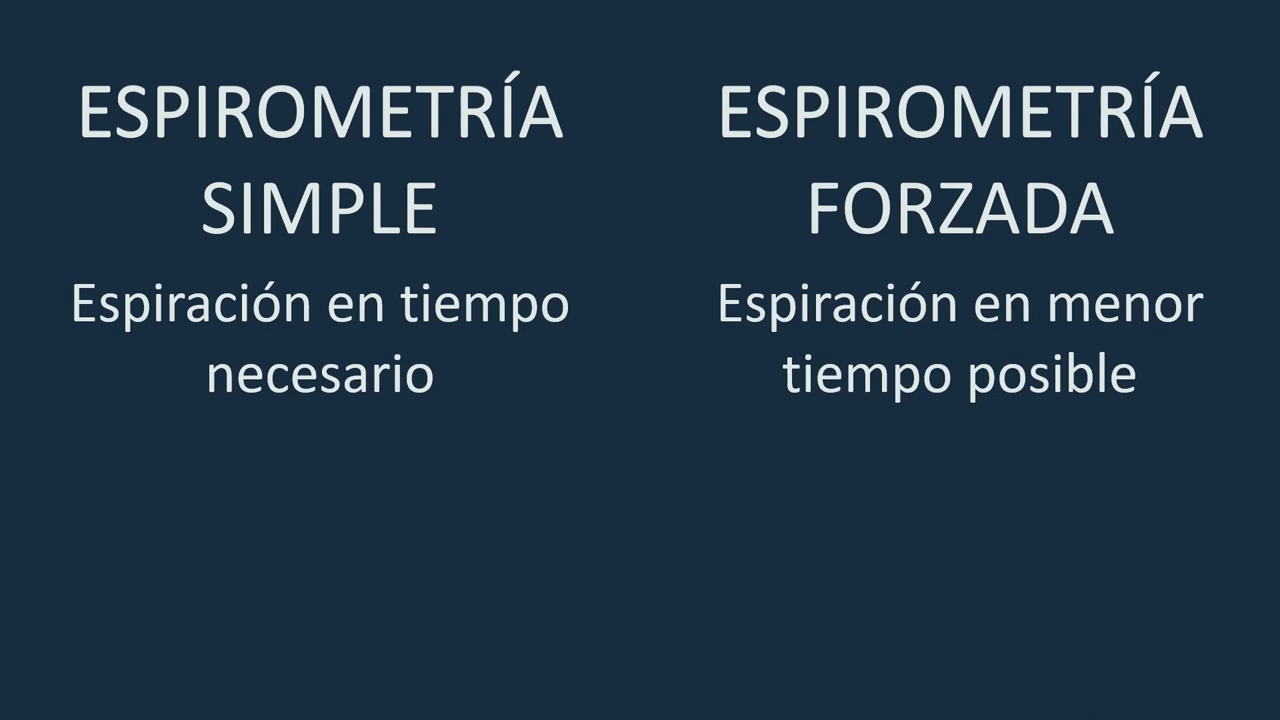 ESPIROMETRÍA
SIMPLE
Espiración en tiempo
necesario
ESPIROMETRÍA
FORZADA
Espiración en menor
tiempo posible